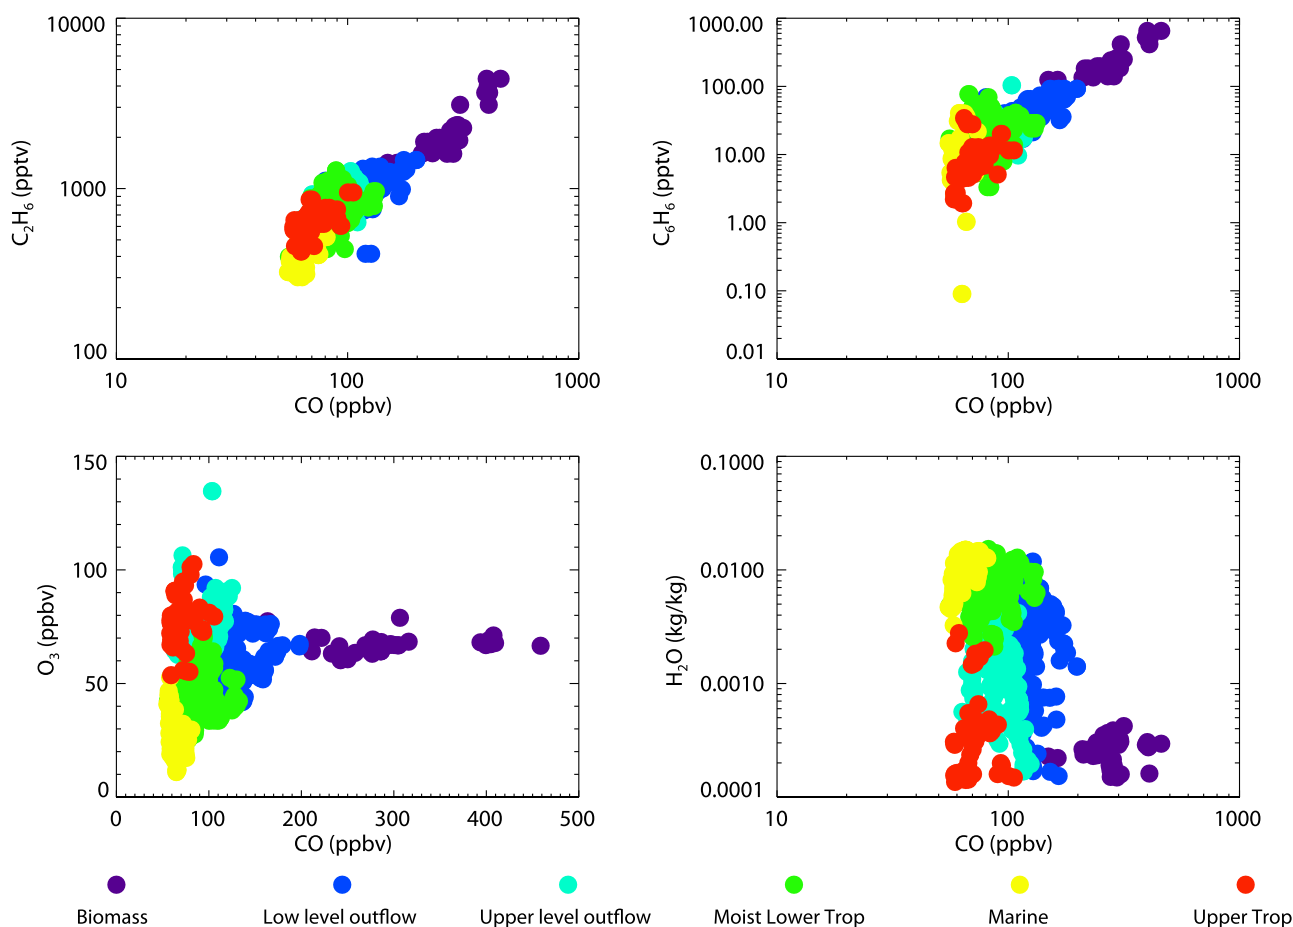 10000
1000
100
C2H6 (pptv)
10
100
1000
CO (ppbv)
1000.00
100.00
10.00
1.00
0.10
0.01
C6H6 (pptv)
10
100
1000
CO (ppbv)
150
100
50
0
O3 (ppbv)
0
100
200
300
400
500
CO (ppbv)
0.1000
0.0100
0.0010
0.0001
H2O (kg/kg)
10
100
1000
CO (ppbv)
Biomass
Low level outflow
Upper level outflow
Moist Lower Trop
Marine
Upper Trop